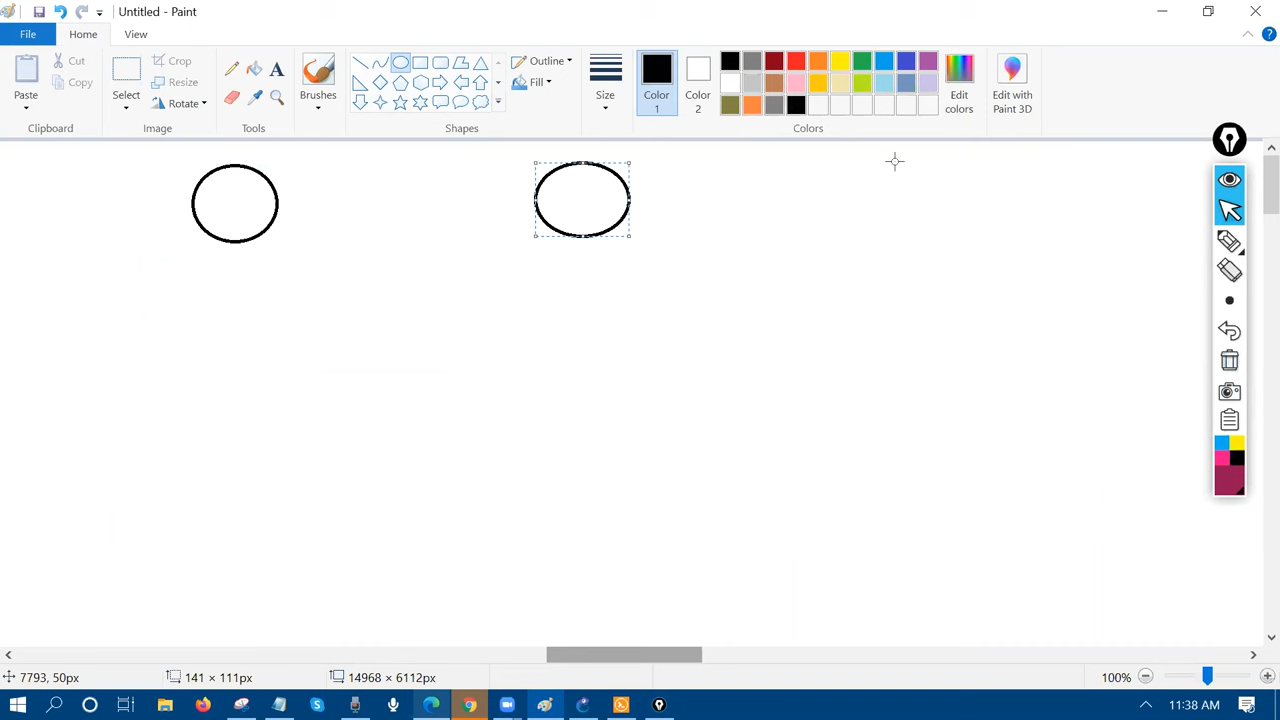 Untitled - Paint
File
Home
View
Paste
Cut
Copy
Clipboard
Select
Crop
Resize
Rotate
Image
A
Tools
Brushes
Outline
Fill
Shapes
Size
Color
1
Color
2
Edit
colors
Colors
Edit with
Paint 3D
7793, 50px
141 × 111px
14968 × 6112px
100%
11:38 AM